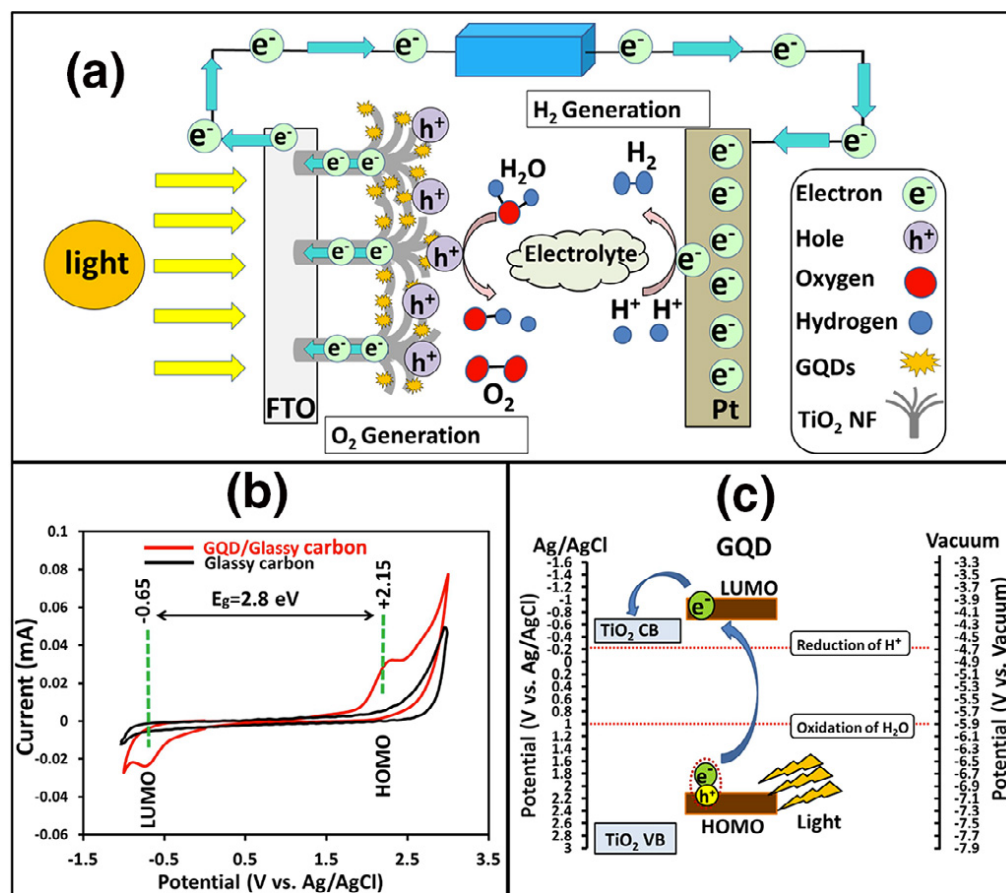 (a)
e⁻
e⁻
e⁻
e⁻
H₂ Generation
GQDs
h⁺
e⁻
e⁻
e⁻
e⁻
e⁻
e⁻
H₂O
H₂
h⁺
light
e⁻
e⁻
h⁺
Electrolyte
e⁻
e⁻
h⁺
H⁺
H⁺
e⁻
e⁻
e⁻
h⁺
e⁻
e⁻
FTO
O₂
Pt
O₂ Generation
Electron
e⁻
Hole
h⁺
Oxygen
Hydrogen
GQDs
TiO₂ NF
(b)
0.1
0.08
0.06
0.04
0.02
0
-0.02
-0.04
-0.06
Current (mA)
GQD/Glassy carbon
Glassy carbon
-0.65
+2.15
Eg=2.8 eV
LUMO
HOMO
-1.5
-0.5
0.5
1.5
2.5
3.5
Potential (V vs. Ag/AgCl)
(c)
Ag/AgCl
GQD
Vacuum
Potential (V vs. Ag/AgCl)
-1.6
-1.4
-1.2
-1
-0.8
-0.6
-0.4
-0.2
0
0.2
0.4
0.6
0.8
1
1.2
1.4
1.6
1.8
2
2.2
2.4
2.6
2.8
3
e⁻
LUMO
TiO₂ CB
Reduction of H⁺
Oxidation of H₂O
e⁻
h⁺
HOMO
Light
TiO₂ VB
-3.3
-3.5
-3.7
-3.9
-4.1
-4.3
-4.5
-4.7
-4.9
-5.1
-5.3
-5.5
-5.7
-5.9
-6.1
-6.3
-6.5
-6.7
-6.9
-7.1
-7.3
-7.5
-7.7
-7.9
Potential (V vs. Vacuum)